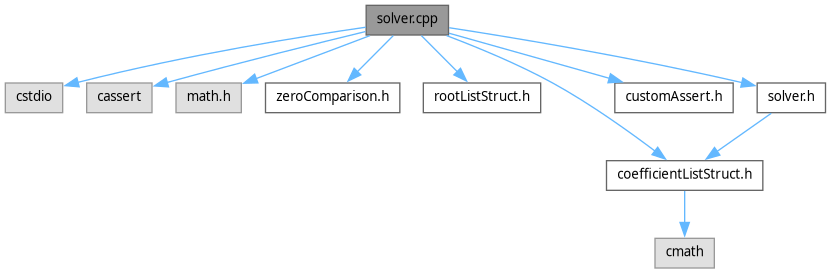 solver.cpp
cstdio
cassert
math.h
zeroComparison.h
rootListStruct.h
customAssert.h
solver.h
coefficientListStruct.h
cmath